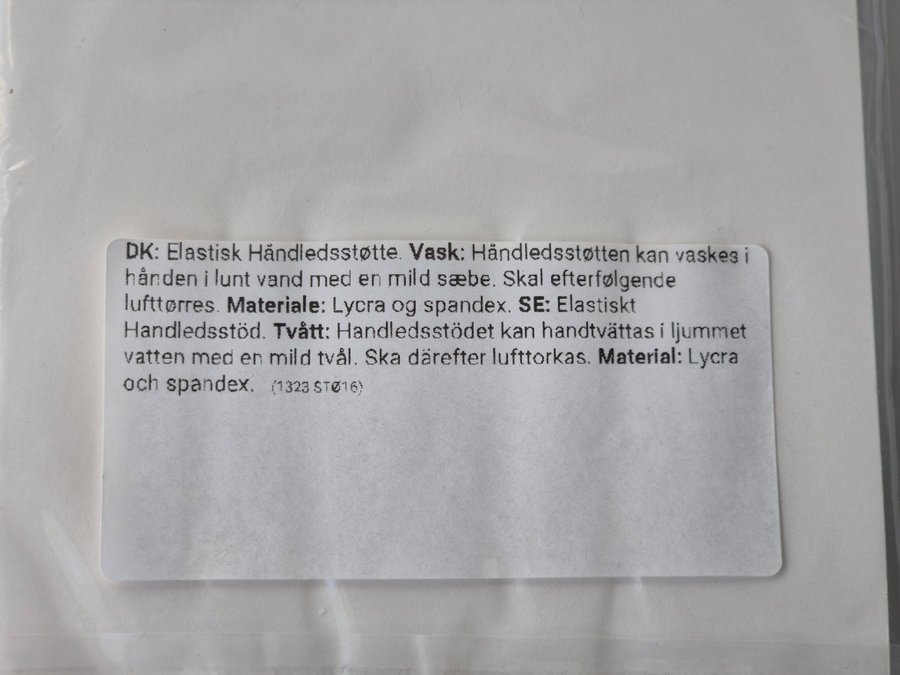 DK: Elastisk Håndledsstøtte. Vask: Håndledsstøtten kan vaskes i
hånden i lunt vand med en mild sæbe. Skal efterfølgende
lufttørres. Materiale: Lycra og spandex. SE: Elastiskt
Handledsstöd. Tvått: Handledsstödet kan handtvättas i ljummet
vatten med en mild tvål. Ska därefter lufttorkas. Material: Lycra
och spandex. (1323 STØ16)